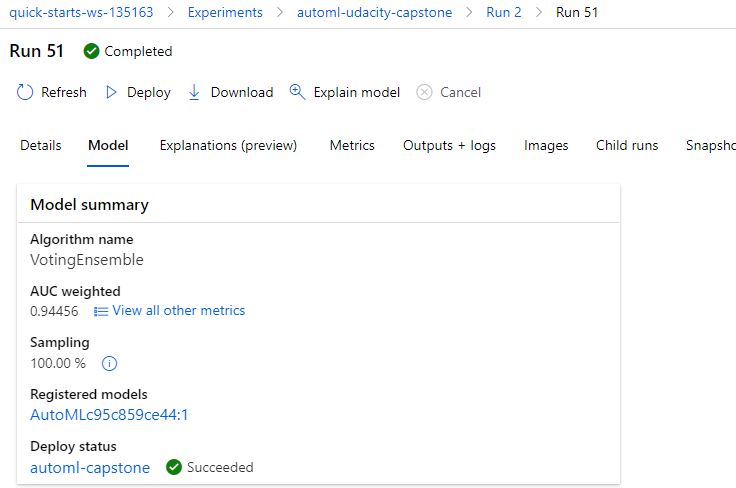 quick-starts-ws-135163 > Experiments > automl-udacity-capstone > Run 2 > Run 51
Run 51 Completed
Refresh Deploy Download Explain model Cancel
Details Model Explanations (preview) Metrics Outputs + logs Images Child runs Snapsho
Model summary
Algorithm name
VotingEnsemble
AUC weighted
0.94456 View all other metrics
Sampling
100.00 %
Registered models
AutoMLc95c859ce44:1
Deploy status
automl-capstone Succeeded